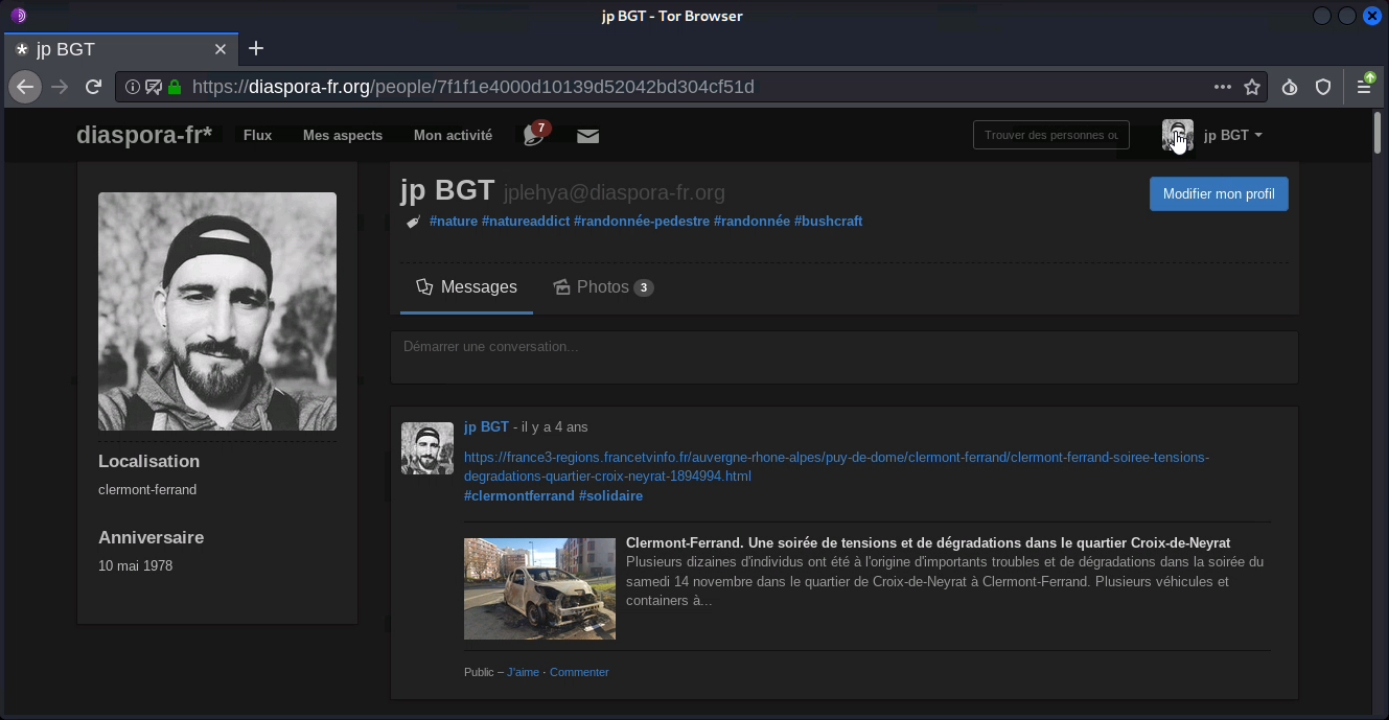 jp BGT - Tor Browser
jp BGT
https://diaspora-fr.org/people/7f1f1e4000d10139d52042bd304cf51d
diaspora-fr* Flux Mes aspects Mon activité 7 Trouver des personnes ou jp BGT
jp BGT jplehya@diaspora-fr.org
Modifier mon profil
#nature #natureaddict #randonnée-pedestre #randonnée #bushcraft
Messages Photos 3
Démarrer une conversation...
Localisation
clermont-ferrand
Anniversaire
10 mai 1978
jp BGT - il y a 4 ans
https://france3-regions.francetvinfo.fr/auvergne-rhone-alpes/puy-de-dome/clermont-ferrand/clermont-ferrand-soiree-tensions-
degradations-quartier-croix-neyrat-1894994.html
#clermontferrand #solidaire
Clermont-Ferrand. Une soirée de tensions et de dégradations dans le quartier Croix-de-Neyrat
Plusieurs dizaines d'individus ont été à l'origine d'importants troubles et de dégradations dans la soirée du
samedi 14 novembre dans le quartier de Croix-de-Neyrat à Clermont-Ferrand. Plusieurs véhicules et
containers à...
Public – J'aime - Commenter